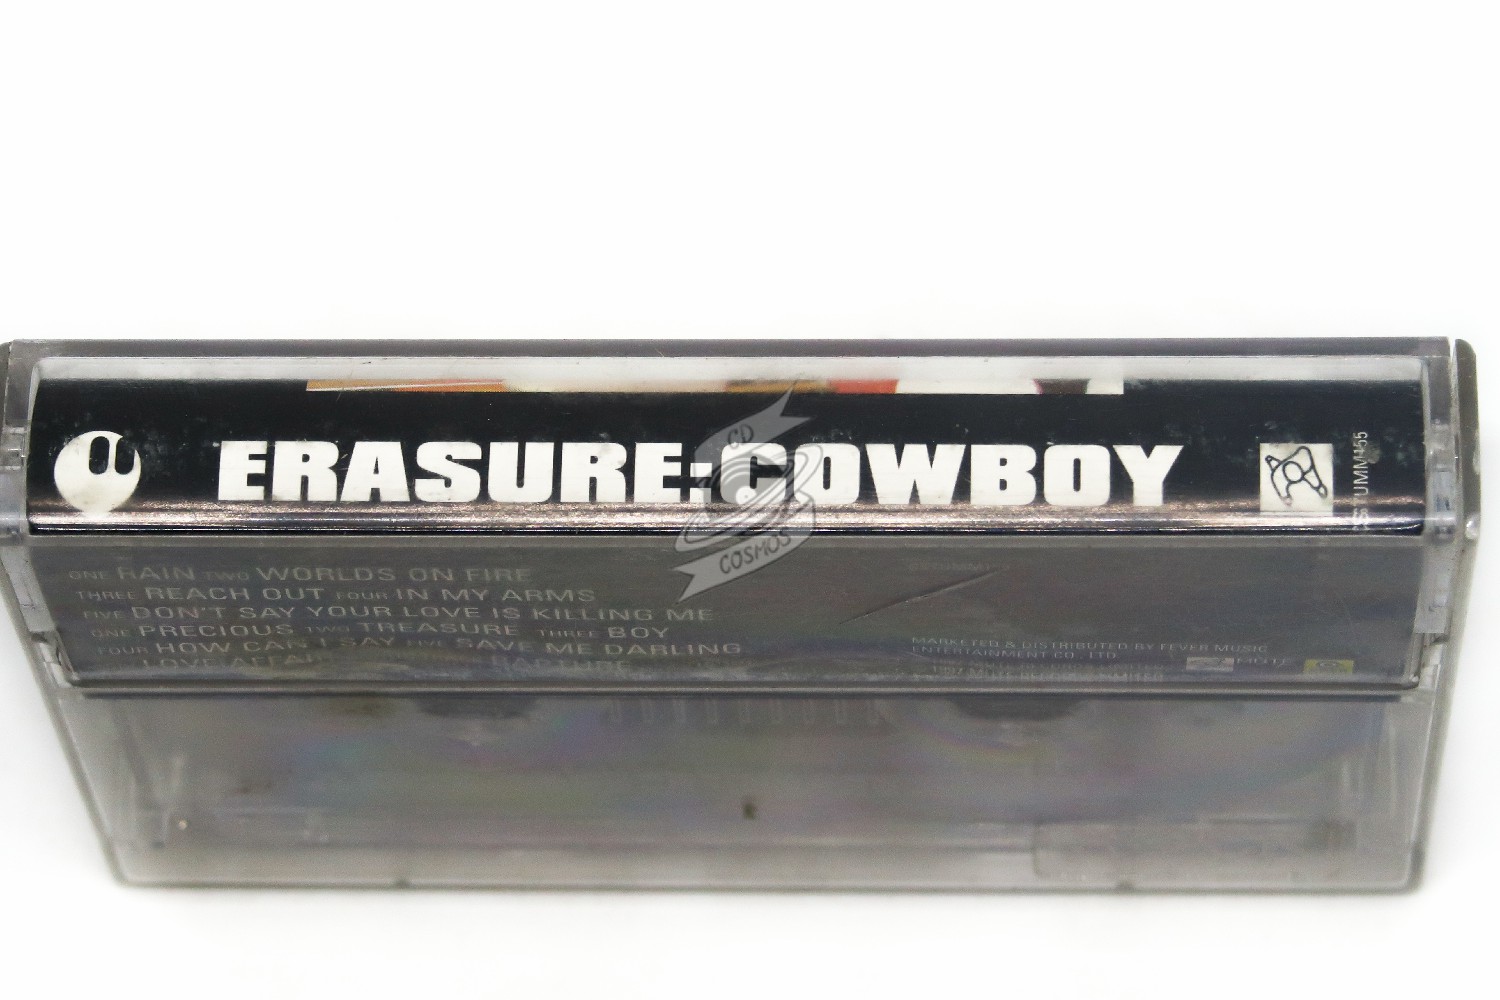 ERASURE:COWBOY
CD
COSMOS
ONE RAIN TWO WORLDS ON FIRE
THREE REACH OUT FOUR IN MY ARMS
FIVE DON'T SAY YOUR LOVE IS KILLING ME
ONE PRECIOUS TWO TREASURE THREE BOY
FOUR HOW CAN I SAY FIVE SAVE ME DARLING
LOVE AFFAIR RAPTURE
MARKETED & DISTRIBUTED BY FEVER MUSIC
ENTERTAINMENT CO., LTD.